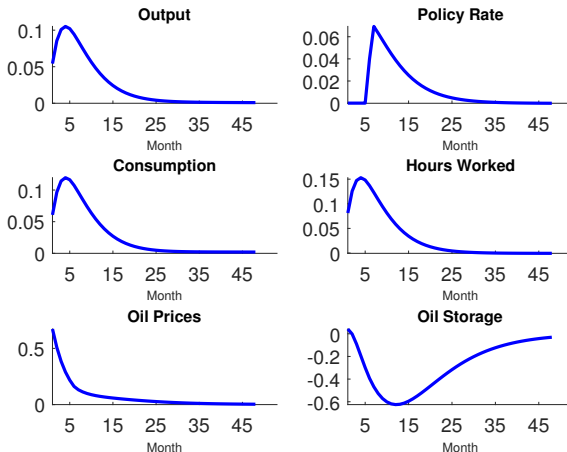 Output
0.1
0.05
0
5 15 25 35 45
Month
Policy Rate
0.06
0.04
0.02
0
5 15 25 35 45
Month
Consumption
0.1
0.05
0
5 15 25 35 45
Month
Hours Worked
0.15
0.1
0.05
0
5 15 25 35 45
Month
Oil Prices
0.5
0
5 15 25 35 45
Month
Oil Storage
0
-0.2
-0.4
-0.6
5 15 25 35 45
Month